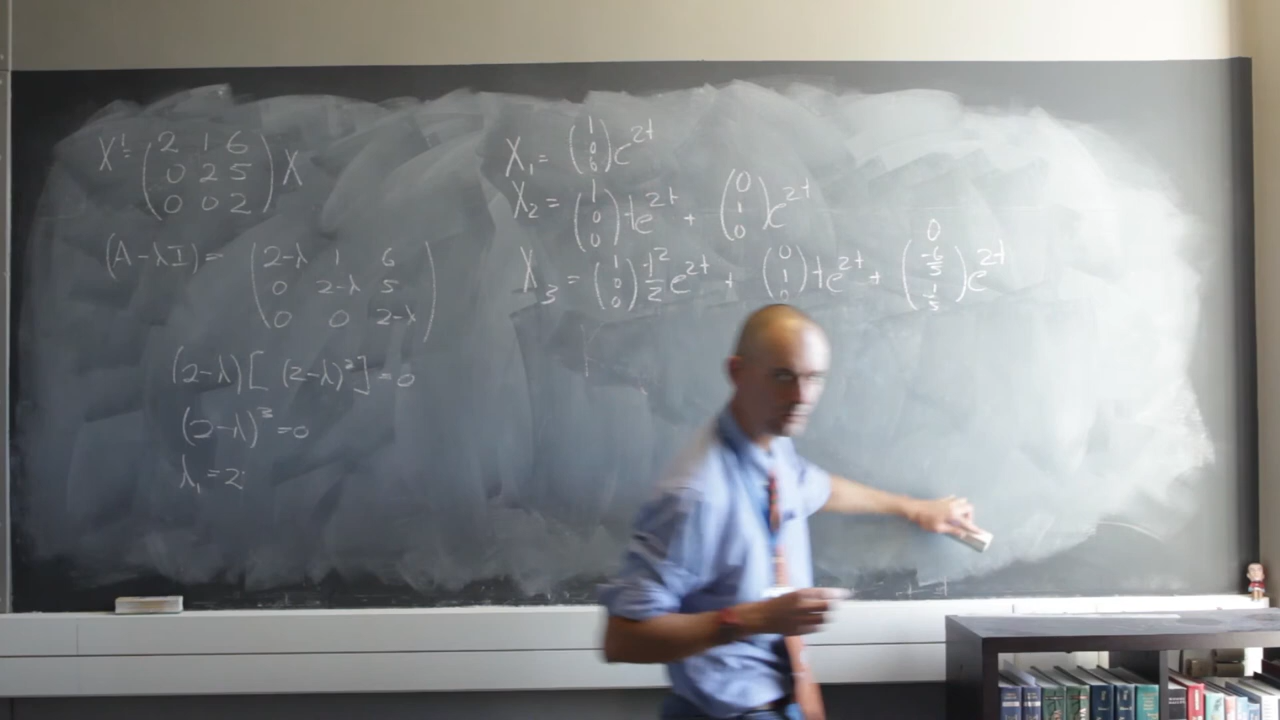 X' = (2 1 6
0 2 5
0 0 2) X
(A-λI) = (2-λ 1 6
0 2-λ 5
0 0 2-λ)
(2-λ)[(2-λ)²]=0
(2-λ)³=0
λ₁=2
X₁ = (1 0 0) e^2t
X₂ = (1 0 0) te^2t + (0 1 0) e^2t
X₃ = (1 0 0) t²/2 e^2t + (0 1 0) te^2t + (0 -6/5 1/5) e^2t